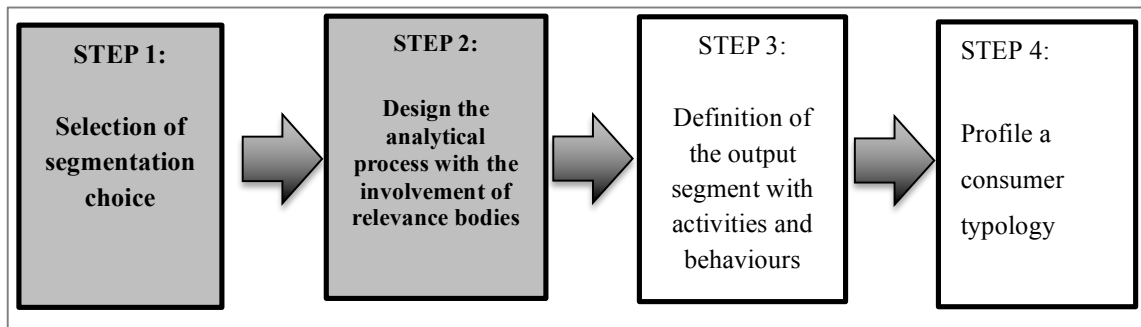 STEP 1:
Selection of
segmentation
choice
STEP 2:
Design the
analytical
process with the
involvement of
relevance bodies
STEP 3:
Definition of
the output
segment with
activities and
behaviours
STEP 4:
Profile a
consumer
typology